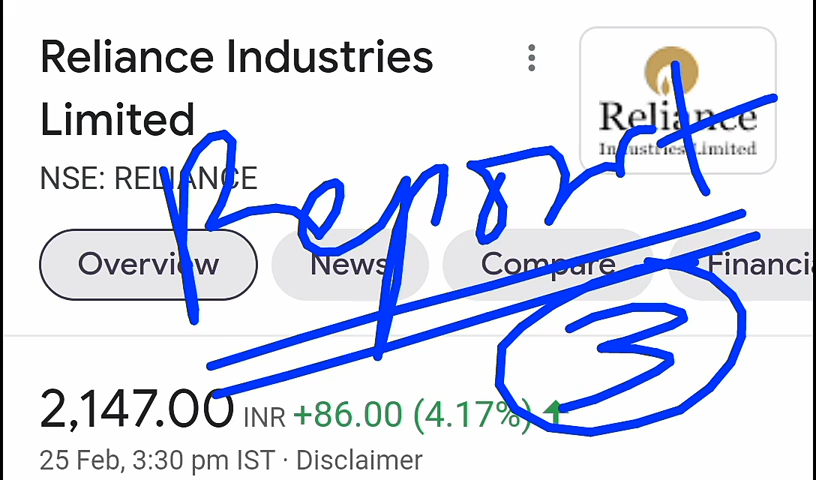 Reliance Industries
Limited
Reliance
Industries Limited
NSE: RELIANCE
Report
Overview News Compare Financi
3
2,147.00 INR +86.00 (4.17%) ↑
25 Feb, 3:30 pm IST · Disclaimer